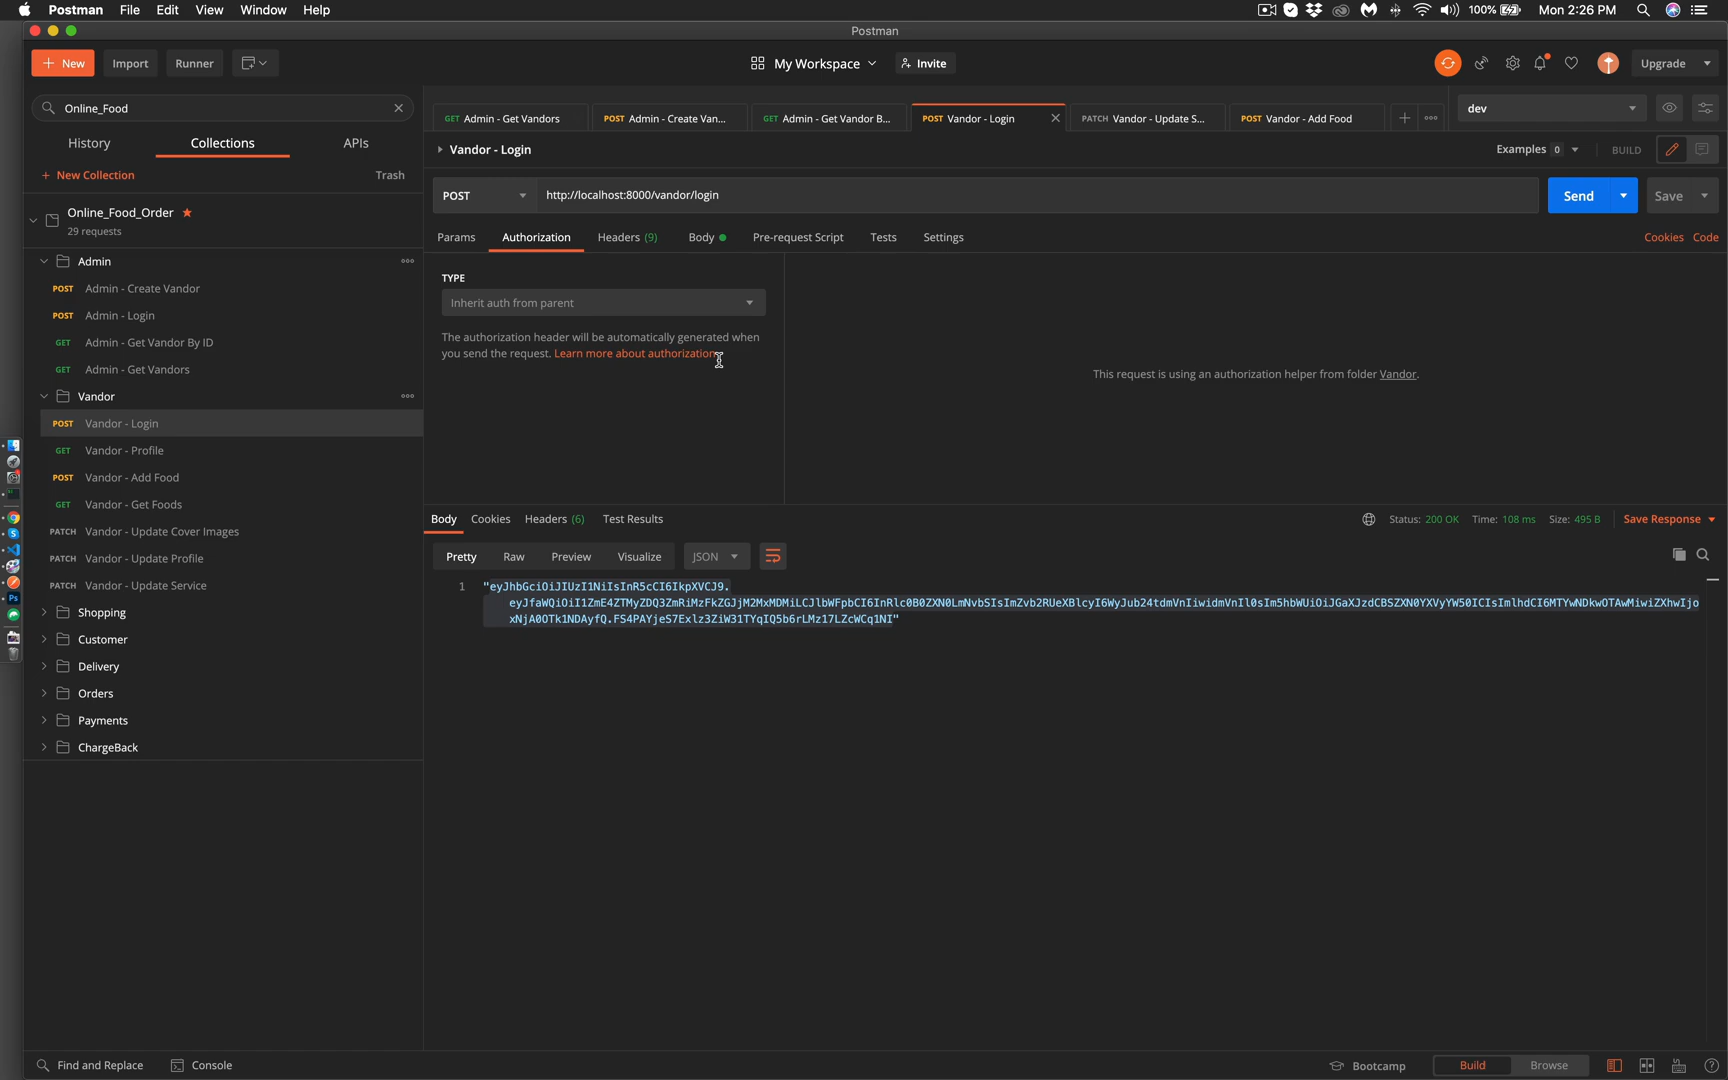 Postman File Edit View Window Help 100% Mon 2:26 PM
Postman
+ New Import Runner My Workspace Invite Upgrade
Online_Food
History Collections APIs
+ New Collection Trash
Online_Food_Order
29 requests
Admin
POST Admin - Create Vandor
POST Admin - Login
GET Admin - Get Vandor By ID
GET Admin - Get Vandors
Vandor
POST Vandor - Login
GET Vandor - Profile
POST Vandor - Add Food
GET Vandor - Get Foods
PATCH Vandor - Update Cover Images
PATCH Vandor - Update Profile
PATCH Vandor - Update Service
Shopping
Customer
Delivery
Orders
Payments
ChargeBack
GET Admin - Get Vandors POST Admin - Create Van... GET Admin - Get Vandor B... POST Vandor - Login PATCH Vandor - Update S... POST Vandor - Add Food dev
Vandor - Login Examples 0 BUILD
POST http://localhost:8000/vandor/login Send Save
Params Authorization Headers (9) Body Pre-request Script Tests Settings Cookies Code
TYPE
Inherit auth from parent
The authorization header will be automatically generated when
you send the request. Learn more about authorization
This request is using an authorization helper from folder Vandor.
Body Cookies Headers (6) Test Results Status: 200 OK Time: 108 ms Size: 495 B Save Response
Pretty Raw Preview Visualize JSON
1 "eyJhbGciOiJIUzI1NiIsInR5cCI6IkpXVCJ9.
Find and Replace Console Bootcamp Build Browse